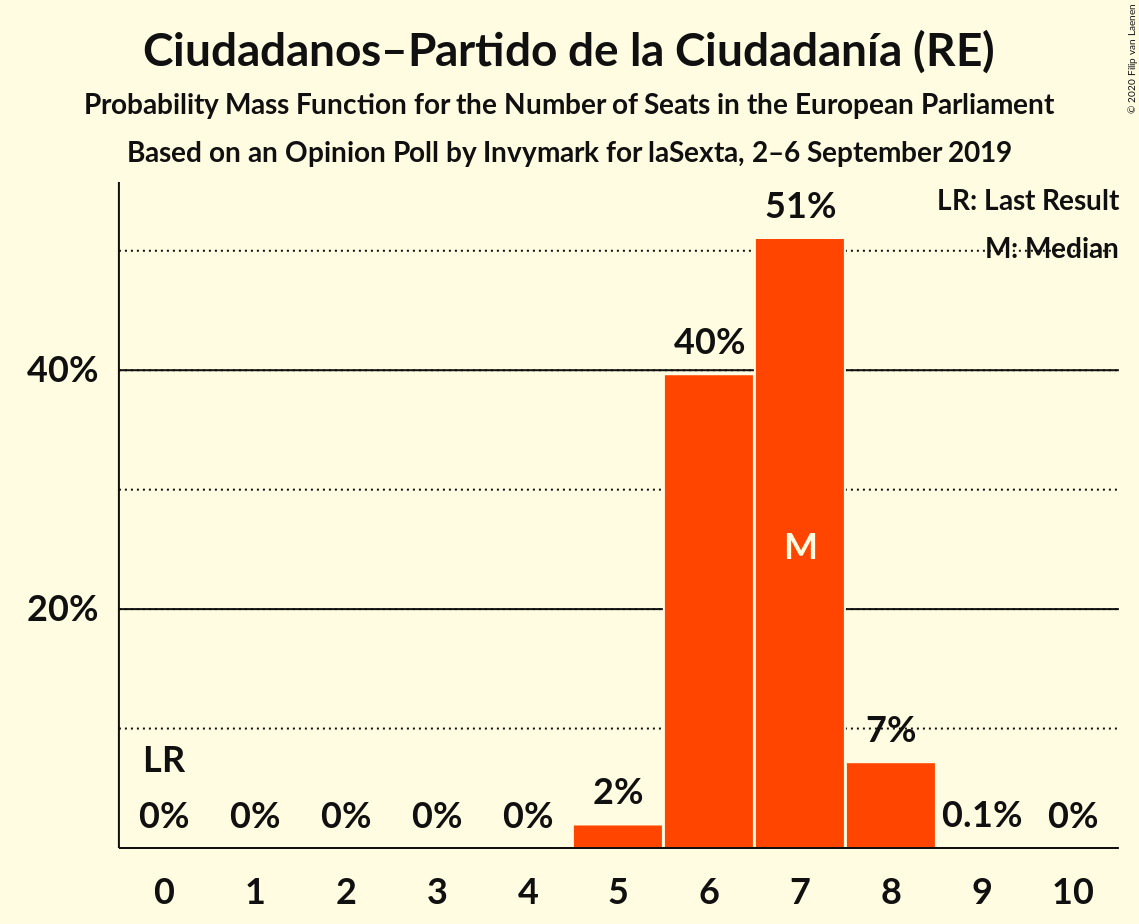 Ciudadanos–Partido de la Ciudadanía (RE)
Probability Mass Function for the Number of Seats in the European Parliament
Based on an Opinion Poll by Invymark for laSexta, 2–6 September 2019
© 2020 Filip van Laenen
LR: Last Result
M: Median
51%
40%
40%
M
20%
7%
LR
2%
0% 0% 0% 0% 0% 0.1% 0%
0 1 2 3 4 5 6 7 8 9 10